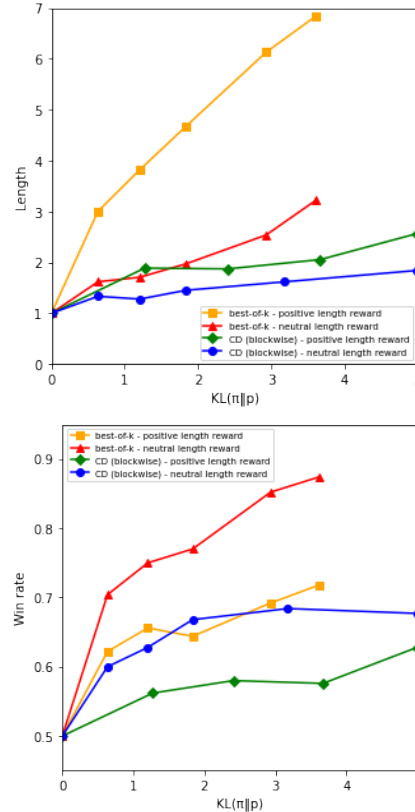 7
6
5
4
3
2
1
0
Length
best-of-k - positive length reward
best-of-k - neutral length reward
CD (blockwise) - positive length reward
CD (blockwise) - neutral length reward
0 1 2 3 4
KL(π∥p)
best-of-k - positive length reward
best-of-k - neutral length reward
CD (blockwise) - positive length reward
CD (blockwise) - neutral length reward
0.9
0.8
0.7
0.6
0.5
Win rate
0 1 2 3 4
KL(π∥p)